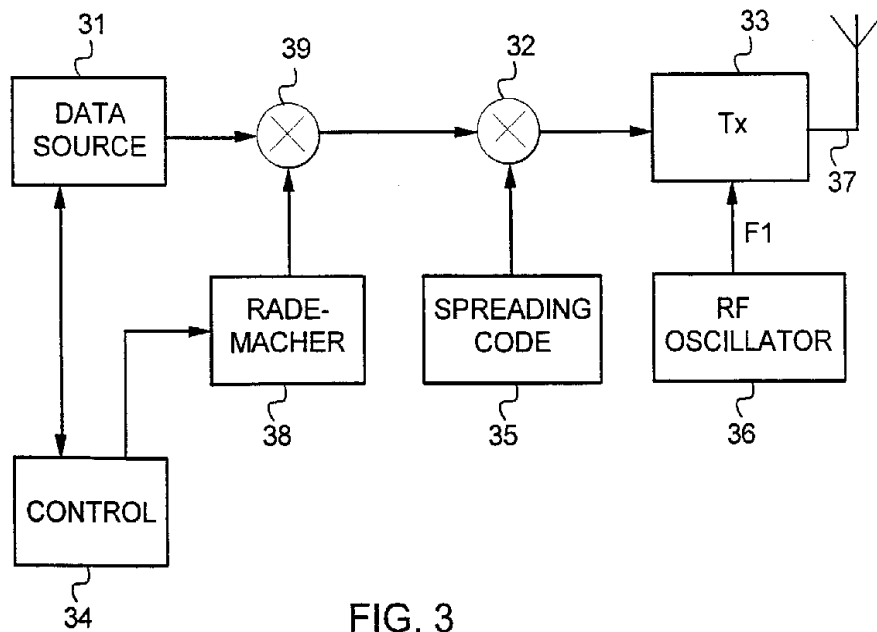 31
39
32
33
DATA
SOURCE
Tx
37
F1
RADE-
MACHER
SPREADING
CODE
RF
OSCILLATOR
38
35
36
CONTROL
34
FIG. 3